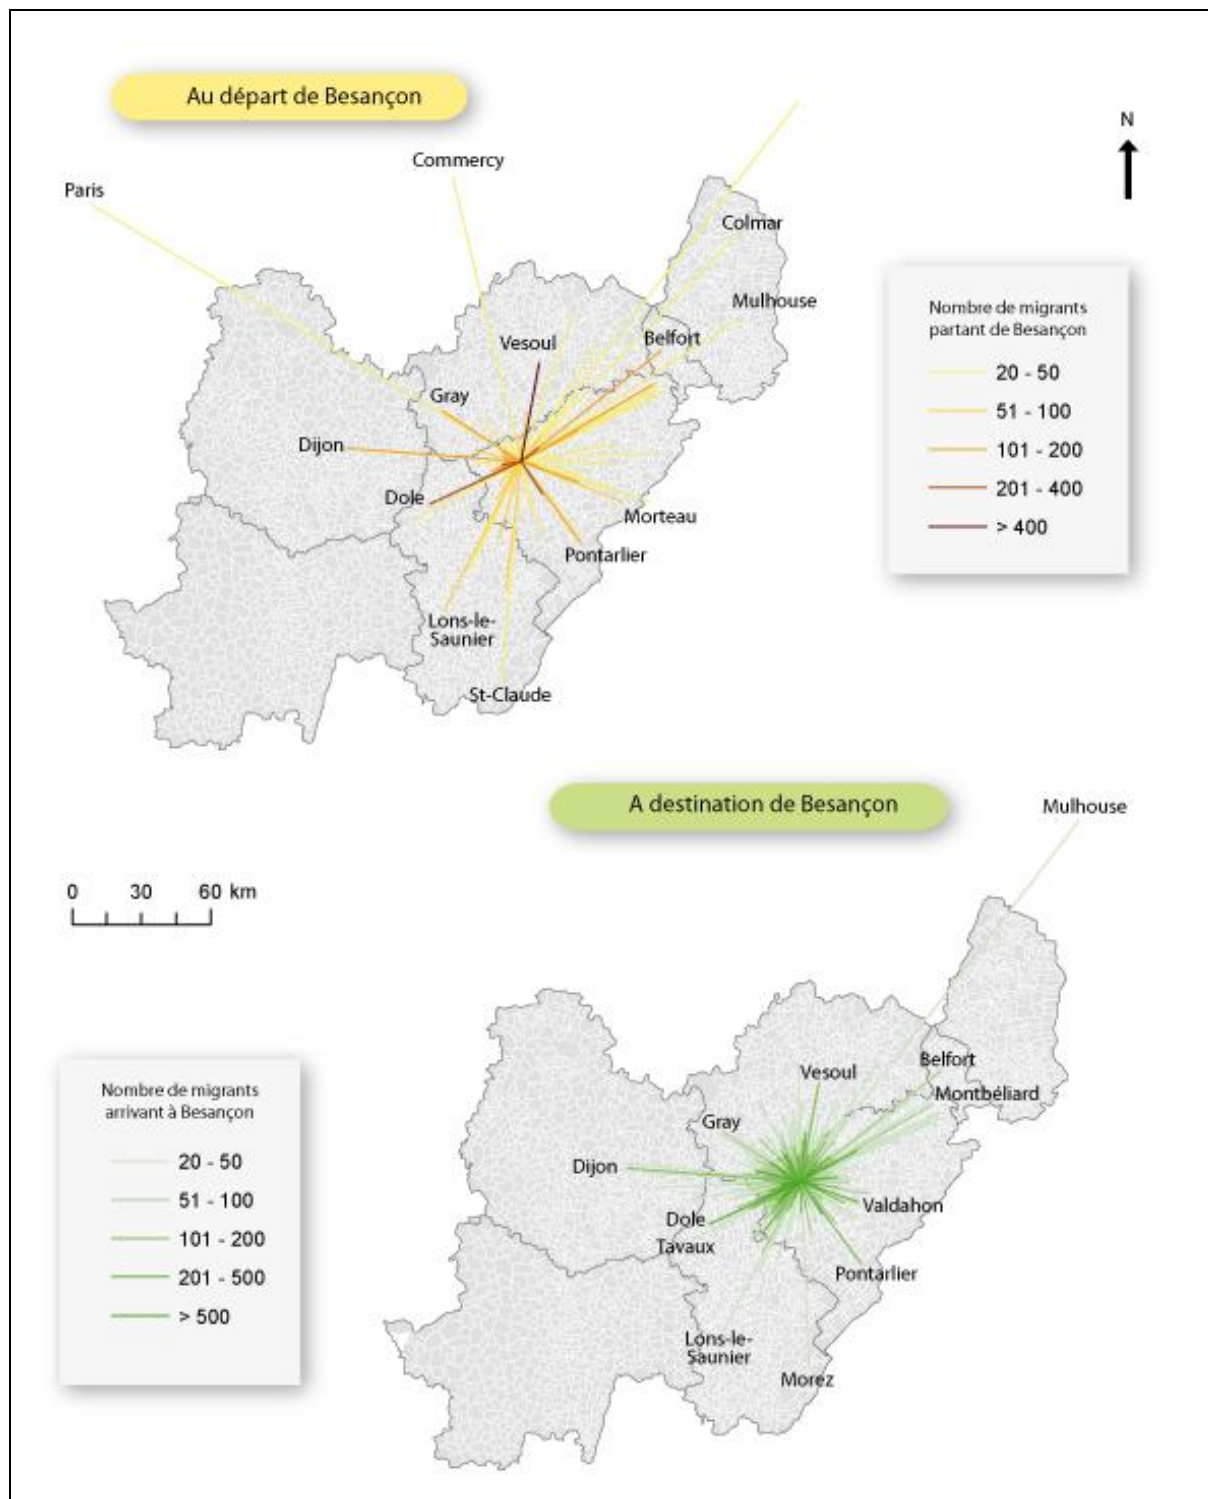 Au départ de Besançon
N
Commercy
Paris
Colmar
Mulhouse
Nombre de migrants
partant de Besançon
20 - 50
51 - 100
101 - 200
201 - 400
> 400
Vesoul
Belfort
Gray
Dijon
Dole
Morteau
Pontarlier
Lons-le-
Saunier
St-Claude
A destination de Besançon
Mulhouse
0 30 60 km
Nombre de migrants
arrivant à Besançon
20 - 50
51 - 100
101 - 200
201 - 500
> 500
Belfort
Vesoul
Montbéliard
Gray
Dijon
Valdahon
Dole
Tavaux
Pontarlier
Lons-le-
Saunier
Morez